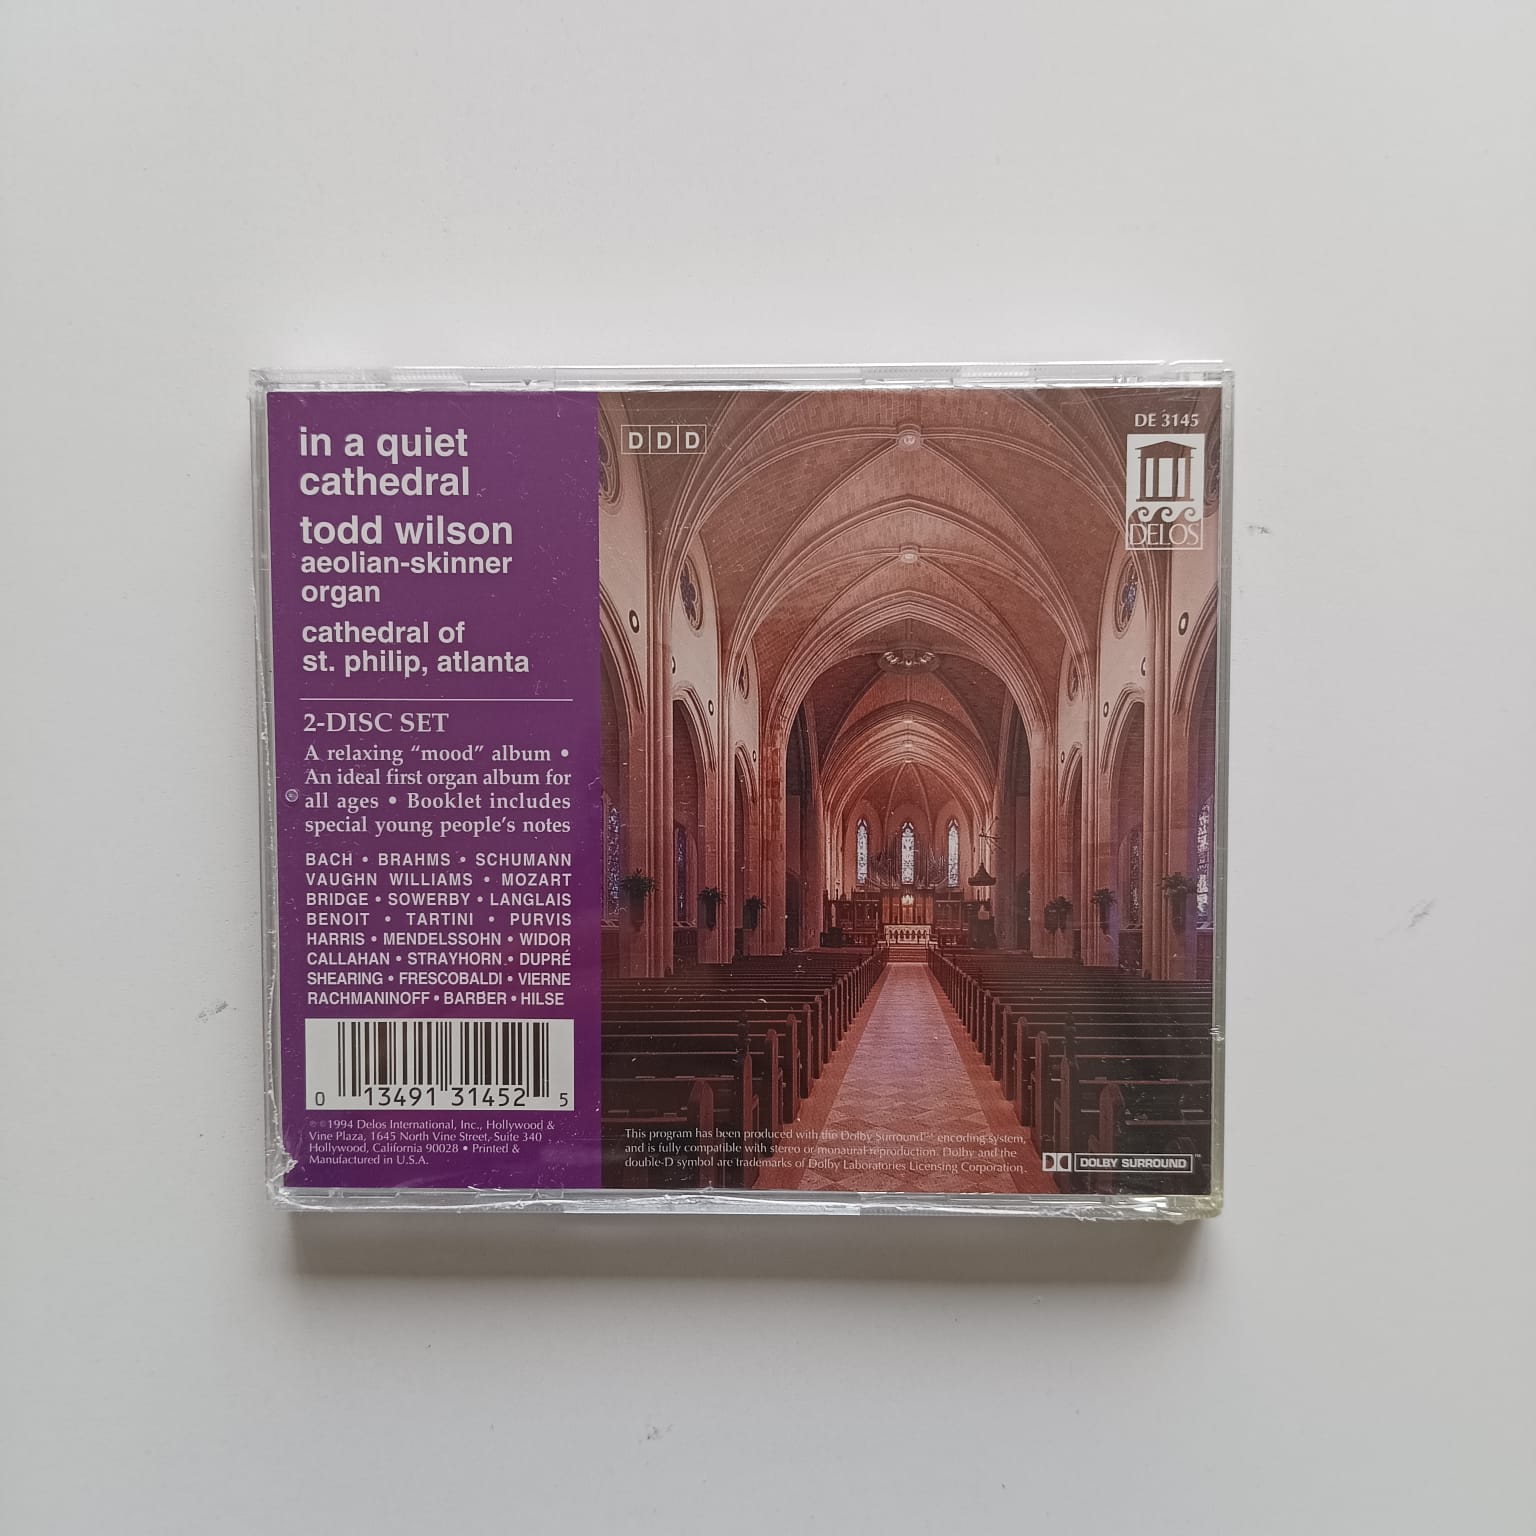 in a quiet
cathedral
todd wilson
aeolian-skinner
organ
cathedral of
st. philip, atlanta
2-DISC SET
A relaxing “mood” album •
An ideal first organ album for
all ages • Booklet includes
special young people’s notes
BACH • BRAHMS • SCHUMANN
VAUGHN WILLIAMS • MOZART
BRIDGE • SOWERBY • LANGLAIS
BENOIT • TARTINI • PURVIS
HARRIS • MENDELSSOHN • WIDOR
CALLAHAN • STRAYHORN • DUPRÉ
SHEARING • FRESCOBALDI • VIERNE
RACHMANINOFF • BARBER • HILSE
0 13491 31452 5
℗ © 1994 Delos International, Inc., Hollywood &
Vine Plaza, 1645 North Vine Street, Suite 340
Hollywood, California 90028 • Printed &
Manufactured in U.S.A.
DDD
DE 3145
DELOS
This program has been produced with the Dolby Surround™ encoding system,
and is fully compatible with stereo or monaural reproduction. Dolby and the
double-D symbol are trademarks of Dolby Laboratories Licensing Corporation.
DOLBY SURROUND™